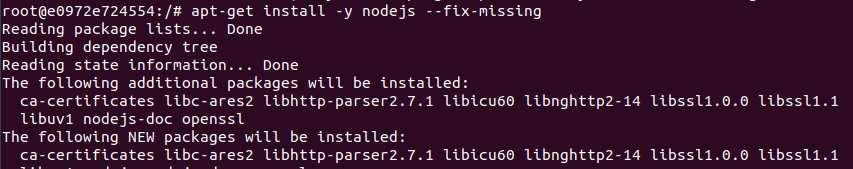 root@e0972e724554:/# apt-get install -y nodejs --fix-missing
Reading package lists... Done
Building dependency tree
Reading state information... Done
The following additional packages will be installed:
  ca-certificates libc-ares2 libhttp-parser2.7.1 libicu60 libnghttp2-14 libssl1.0.0 libssl1.1
  libuv1 nodejs-doc openssl
The following NEW packages will be installed:
  ca-certificates libc-ares2 libhttp-parser2.7.1 libicu60 libnghttp2-14 libssl1.0.0 libssl1.1